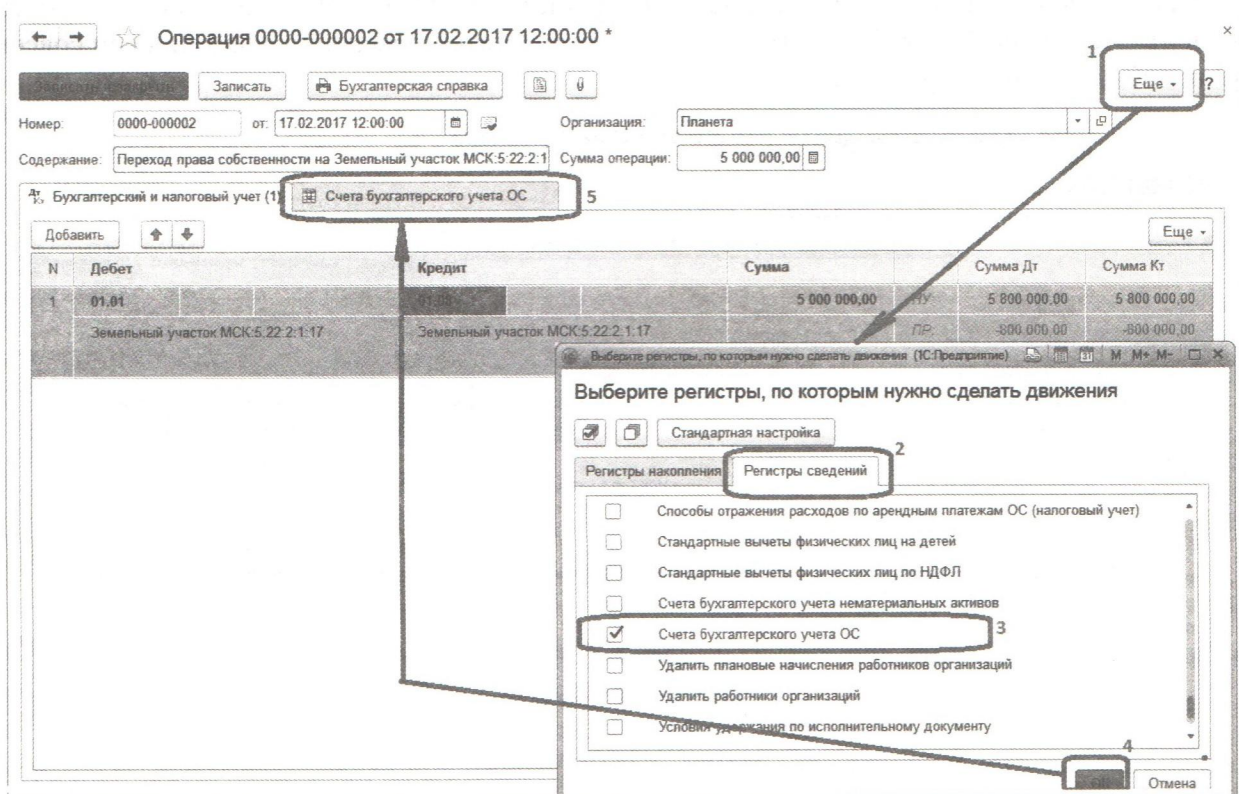 Операция 0000-000002 от 17.02.2017 12:00:00 *
×
1
Записать Бухгалтерская справка Еще ?
Номер: 0000-000002 от: 17.02.2017 12:00:00 Организация: Планета
Содержание: Переход права собственности на Земельный участок МСК:5:22:2:1 Сумма операции: 5 000 000,00
Дт Кт Бухгалтерский и налоговый учет (1) Счета бухгалтерского учета ОС 5
Добавить Еще
N Дебет Кредит Сумма Сумма Дт Сумма Кт
1 01.01 01.08 5 000 000,00 НУ: 5 800 000,00 5 800 000,00
Земельный участок МСК:5:22:2:1:17 Земельный участок МСК:5:22:2:1:17 ПР: -800 000,00 -800 000,00
Выберите регистры, по которым нужно сделать движения (1С:Предприятие) 31 M M+ M- ×
Выберите регистры, по которым нужно сделать движения
Стандартная настройка
2
Регистры накопления Регистры сведений
Способы отражения расходов по арендным платежам ОС (налоговый учет)
Стандартные вычеты физических лиц на детей
Стандартные вычеты физических лиц по НДФЛ
Счета бухгалтерского учета нематериальных активов
Счета бухгалтерского учета ОС 3
Удалить плановые начисления работников организаций
Удалить работники организаций
Условия удержания по исполнительному документу
4
Отмена